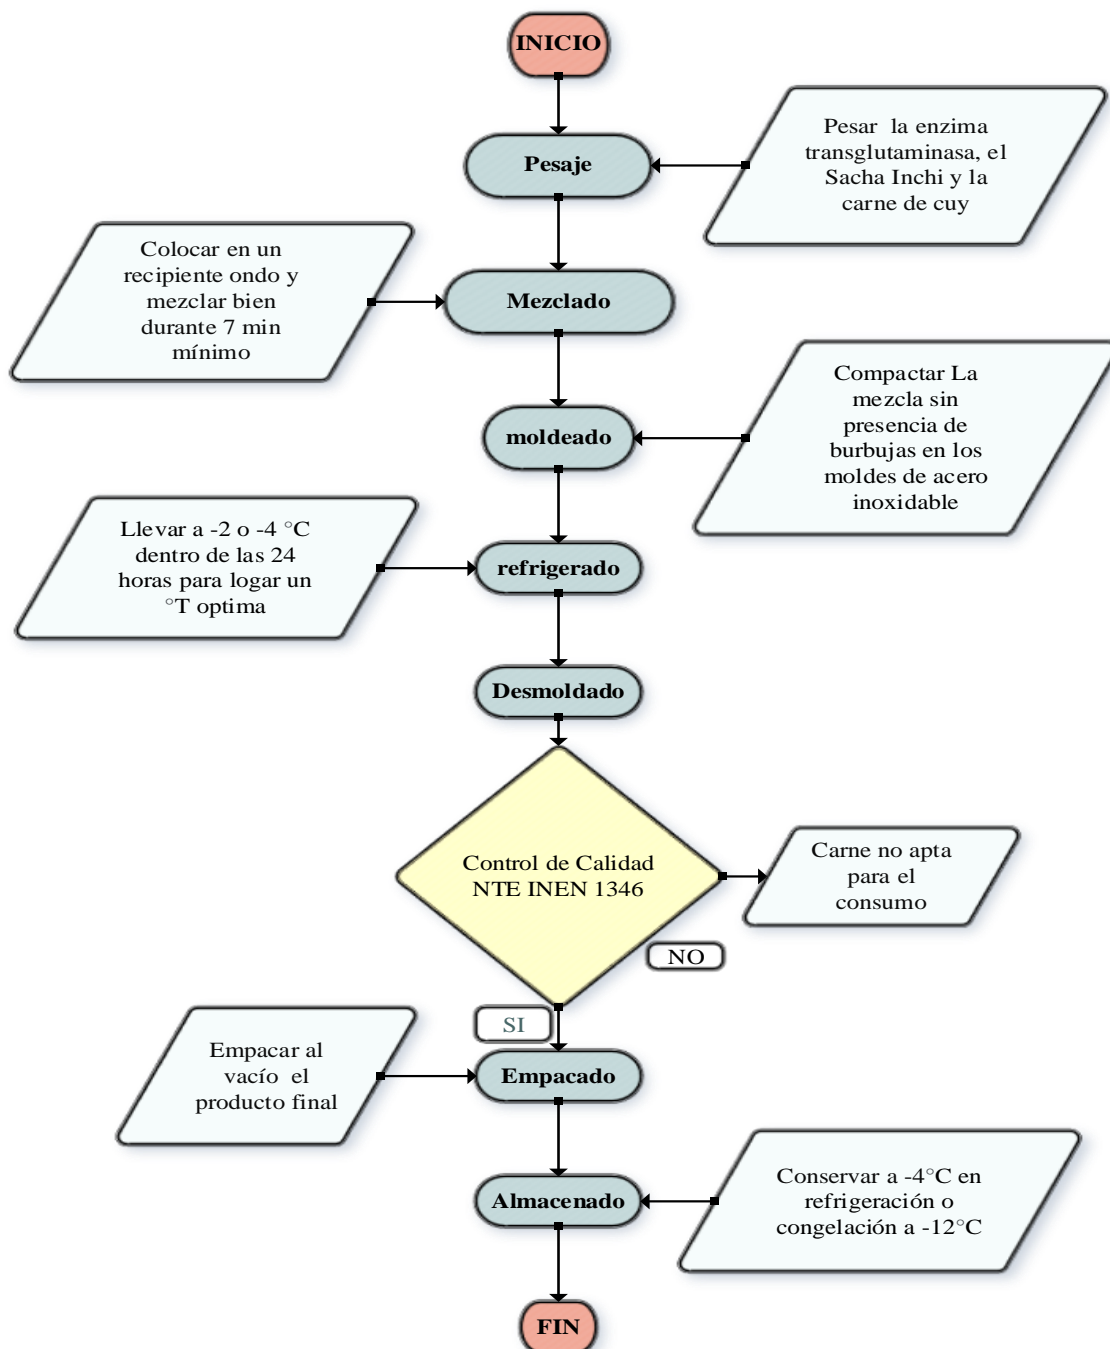 INICIO
Pesar la enzima
transglutaminasa, el
Sacha Inchi y la
carne de cuy
Pesaje
Colocar en un
recipiente ondo y
mezclar bien
durante 7 min
mínimo
Mezclado
Compactar La
mezcla sin
presencia de
burbujas en los
moldes de acero
inoxidable
moldeado
Llevar a -2 o -4 °C
dentro de las 24
horas para logar un
°T optima
refrigerado
Desmoldado
Control de Calidad
NTE INEN 1346
Carne no apta
para el
consumo
NO
SI
Empacar al
vacío el
producto final
Empacado
Almacenado
Conservar a -4°C en
refrigeración o
congelación a -12°C
FIN